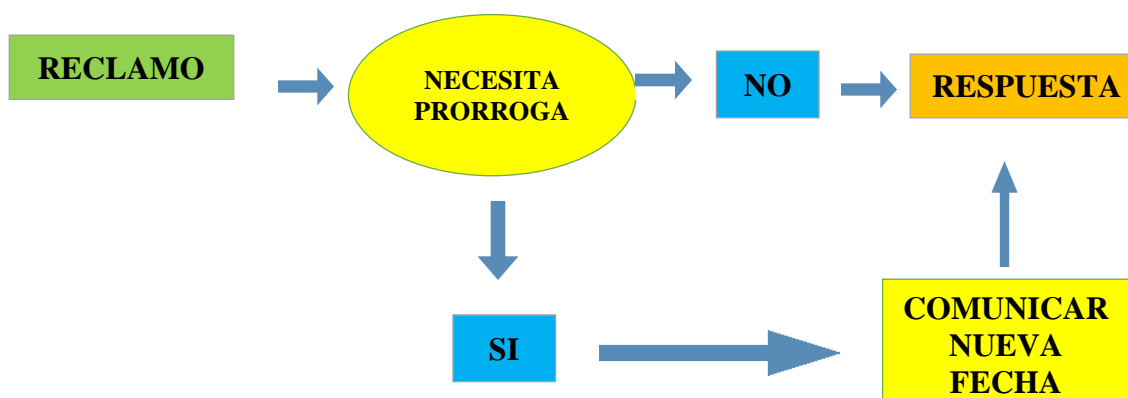 RECLAMO
NECESITA
PRORROGA
NO
RESPUESTA
SI
COMUNICAR
NUEVA
FECHA